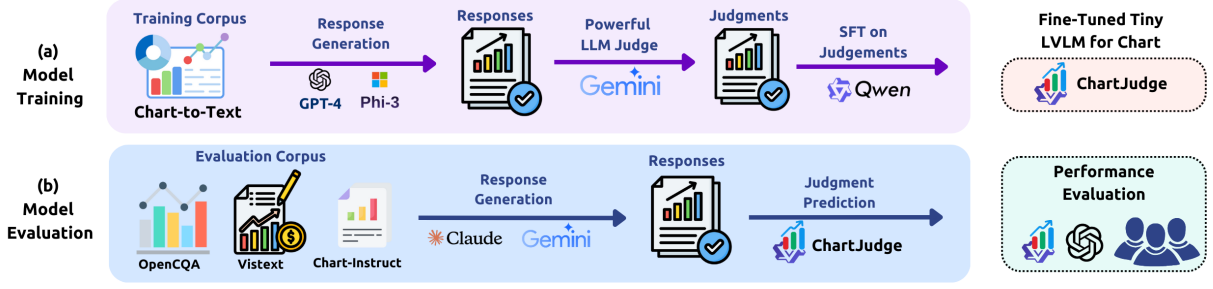 (a)
Model
Training
Training Corpus
Chart-to-Text
Response
Generation
GPT-4
Phi-3
Responses
Powerful
LLM Judge
Gemini
Judgments
SFT on
Judgements
Qwen
Fine-Tuned Tiny
LVLM for Chart
ChartJudge
(b)
Model
Evaluation
Evaluation Corpus
OpenCQA
Vistext
Chart-Instruct
Response
Generation
Claude
Gemini
Responses
Judgment
Prediction
ChartJudge
Performance
Evaluation